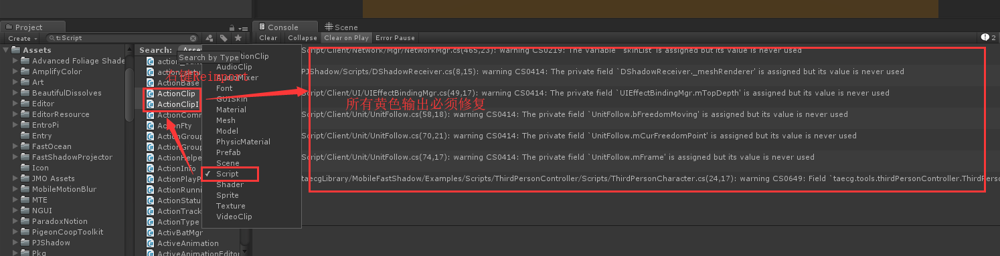 Project
Console
Scene
Create
t:Script
Clear
Collapse
Clear on Play
Error Pause
2
Assets
Advanced Foliage Shade
AmplifyColor
Art
BeautifulDissolves
Editor
EditorResource
EntroPi
Entry
FastOcean
FastShadowProjector
Icon
JMO Assets
MobileMotionBlur
MTE
NGUI
ParadoxNotion
PigeonCoopToolkit
PJShadow
Pkg
Search:
Asse
ActionBase
ActionClip
ActionClipI
ActionComm
ActionFty
ActionGroup
ActionGroup
ActionHelpe
ActionInfo
ActionPlayP
ActionRunni
ActionStatu
ActionTrack
ActionType
ActivBatMgr
ActiveAnimation
ActiveAnimationEditor
Search by Type
右键Reimport
tionClip
AudioClip
AudioMixer
Font
GUISkin
Material
Mesh
Model
PhysicMaterial
Prefab
Scene
✓ Script
Shader
Sprite
Texture
VideoClip
Script/Client/Network/Mgr/NetworkMgr.cs(465,23): warning CS0219: The variable `skinList' is assigned but its value is never used
PJShadow/Scripts/DShadowReceiver.cs(8,15): warning CS0414: The private field `DShadowReceiver._meshRenderer' is assigned but its value is never used
Script/Client/UI/UIEffectBindingMgr.cs(49,17): warning CS0414: The private field `UIEffectBindingMgr.mTopDepth' is assigned but its value is never used
所有黄色输出必须修复
Script/Client/Unit/UnitFollow.cs(58,18): warning CS0414: The private field `UnitFollow.bFreedomMoving' is assigned but its value is never used
Script/Client/Unit/UnitFollow.cs(70,21): warning CS0414: The private field `UnitFollow.mCurFreedomPoint' is assigned but its value is never used
Script/Client/Unit/UnitFollow.cs(74,17): warning CS0414: The private field `UnitFollow.mFrame' is assigned but its value is never used
taecgLibrary/MobileFastShadow/Examples/Scripts/ThirdPersonController/Scripts/ThirdPersonCharacter.cs(24,17): warning CS0649: Field `taecg.tools.thirdPersonController.ThirdPers